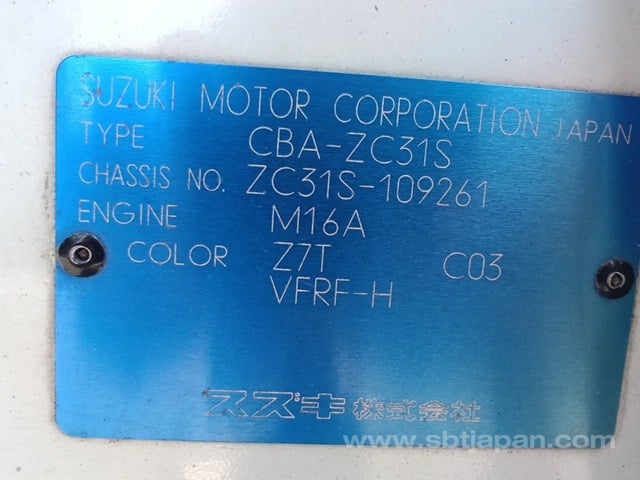 SUZUKI MOTOR CORPORATION JAPAN
TYPE CBA-ZC31S
CHASSIS NO. ZC31S-109261
ENGINE M16A
COLOR Z7T C03
VFRF-H
スズキ株式会社
www.sbtjapan.com